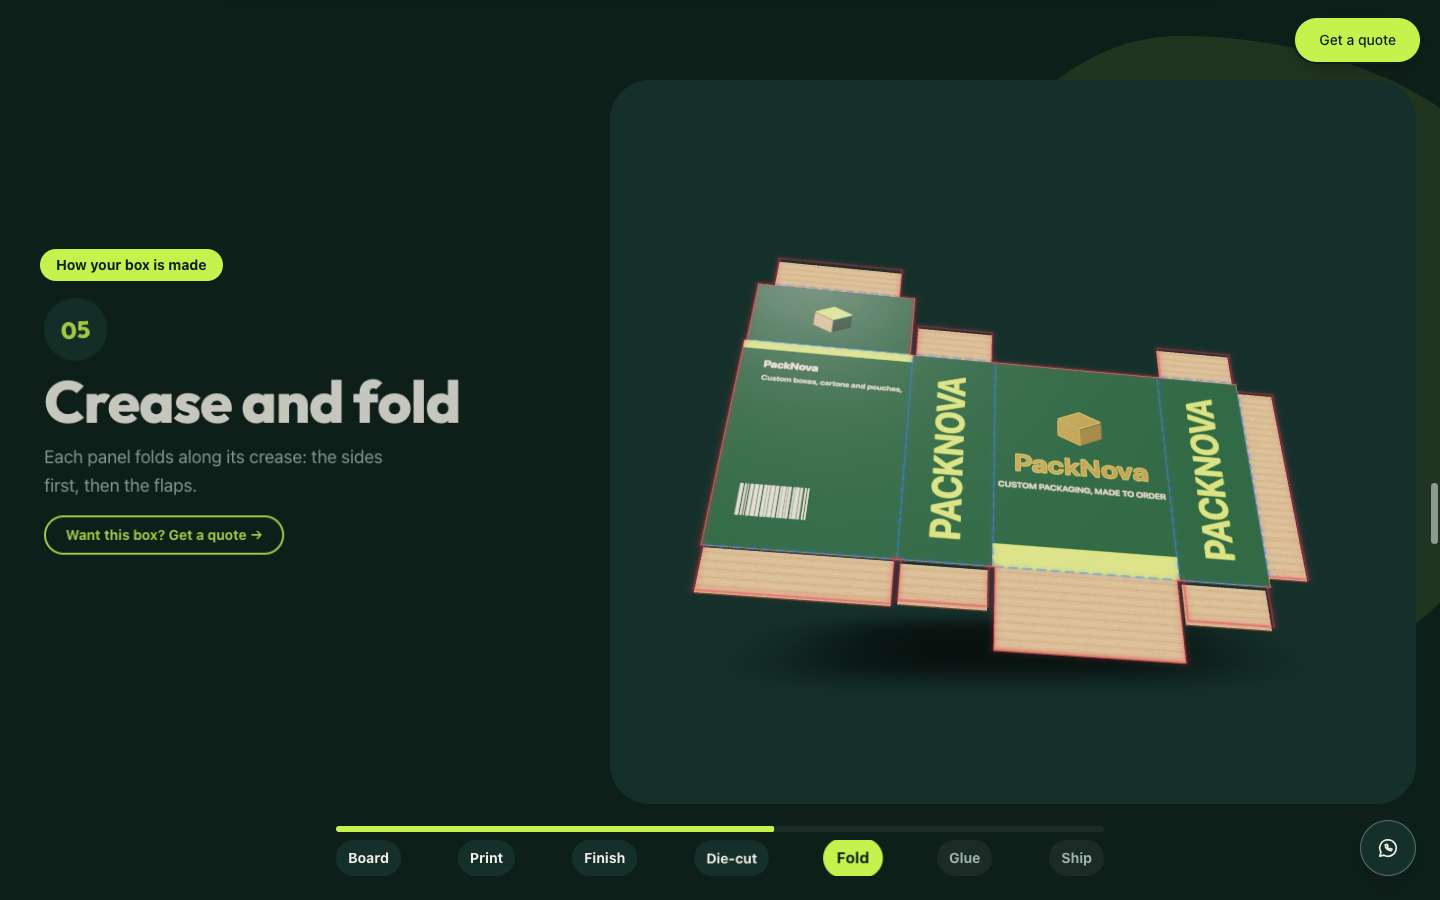 Get a quote
How your box is made
05
Crease and fold
Each panel folds along its crease: the sides
first, then the flaps.
Want this box? Get a quote →
PackNova
Custom boxes, cartons and pouches,
PACKNOVA
PackNova
CUSTOM PACKAGING, MADE TO ORDER
PACKNOVA
Board
Print
Finish
Die-cut
Fold
Glue
Ship